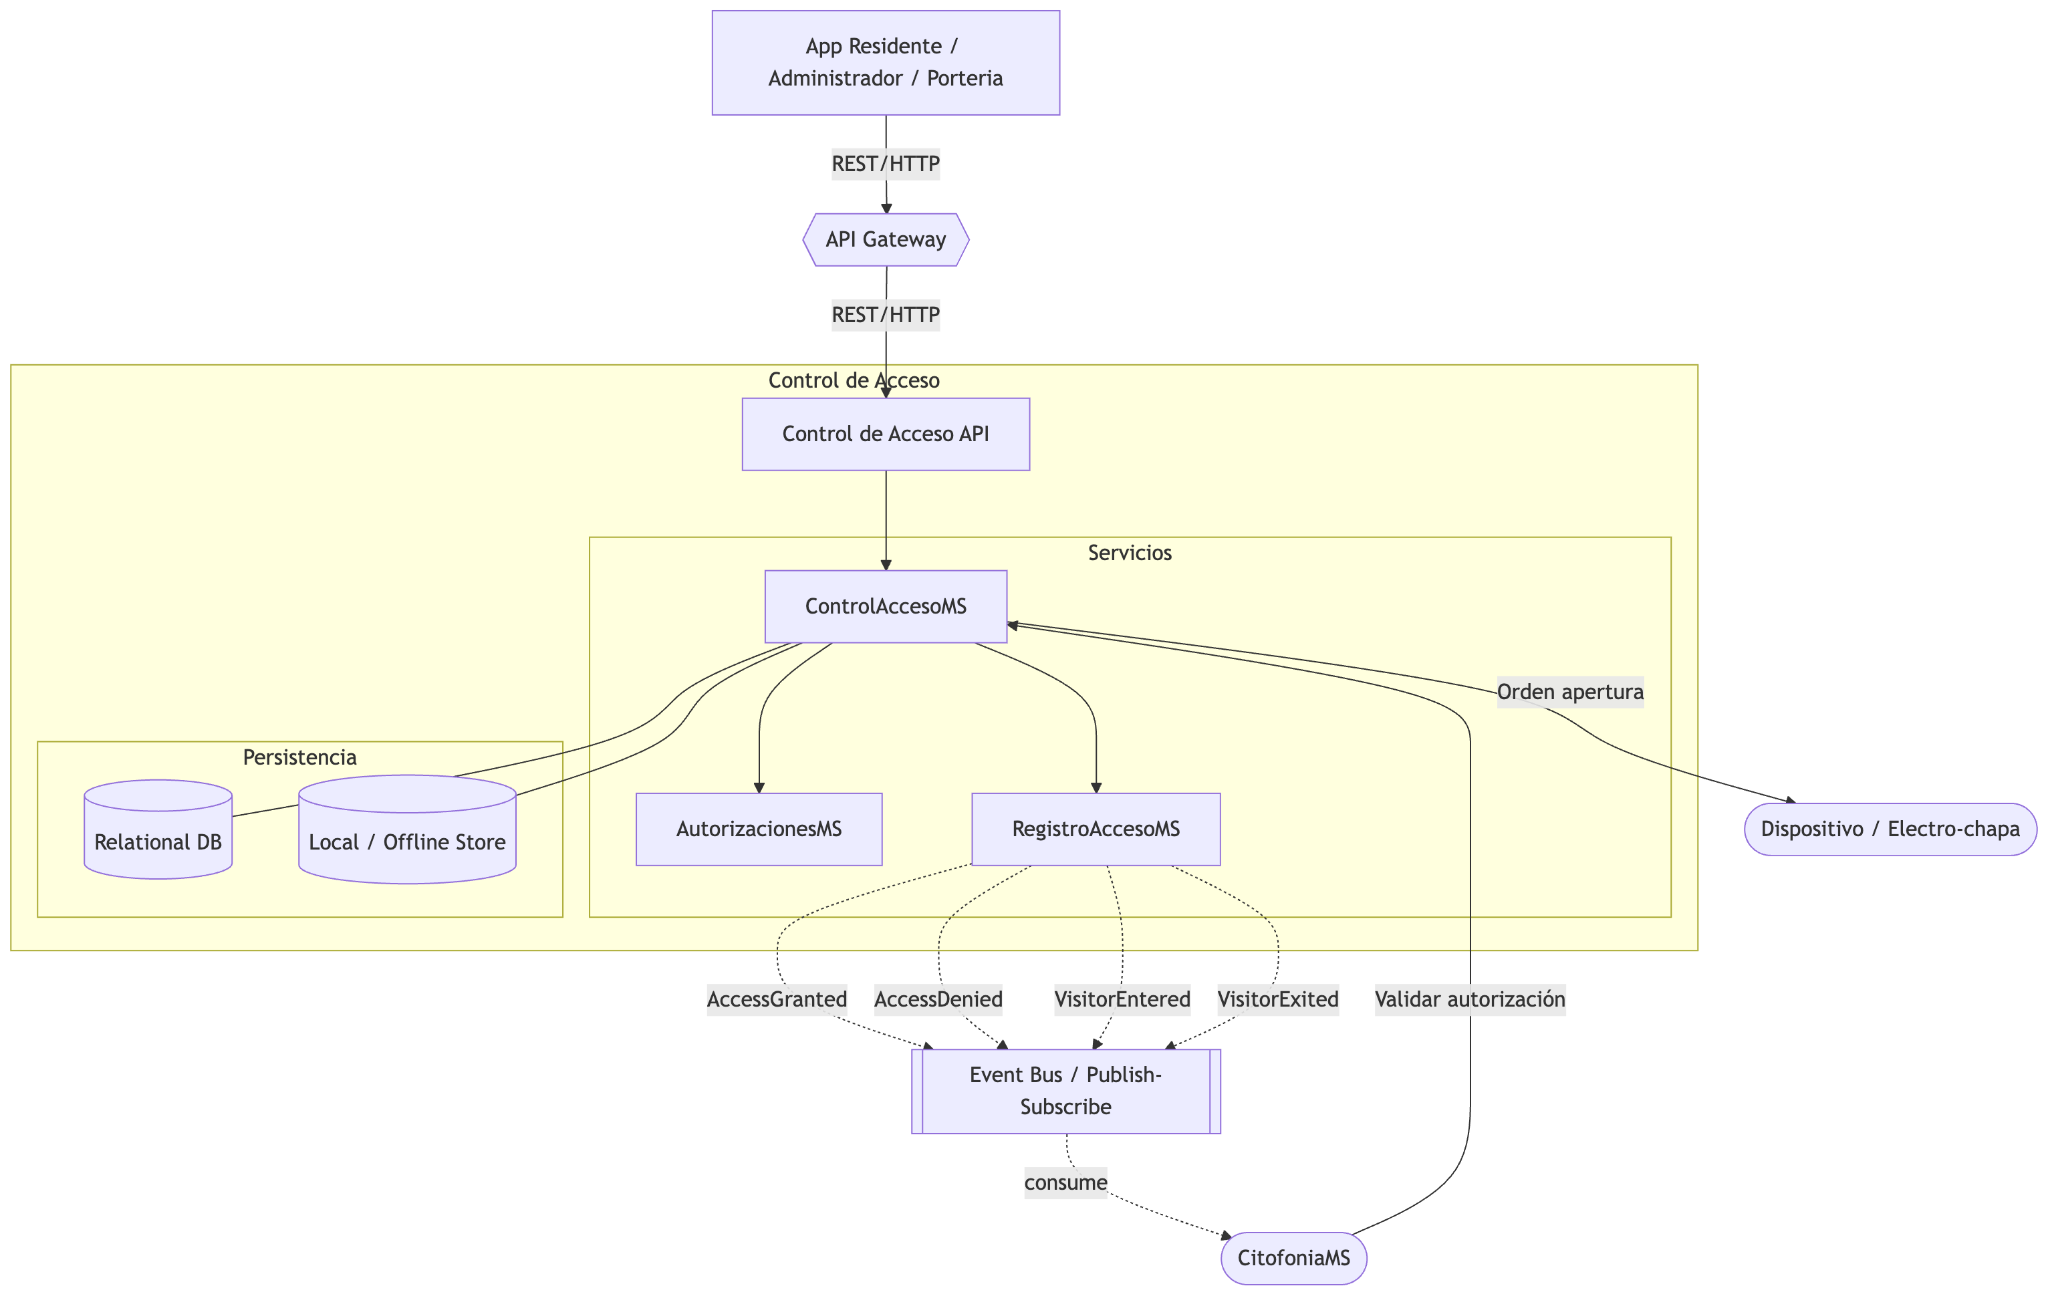 App Residente /
Administrador / Porteria
REST/HTTP
API Gateway
REST/HTTP
Control de Acceso
Control de Acceso API
Servicios
ControlAccesoMS
Orden apertura
Persistencia
Relational DB
Local / Offline Store
AutorizacionesMS
RegistroAccesoMS
Dispositivo / Electro-chapa
AccessGranted
AccessDenied
VisitorEntered
VisitorExited
Validar autorización
Event Bus / Publish-
Subscribe
consume
CitofoniaMS